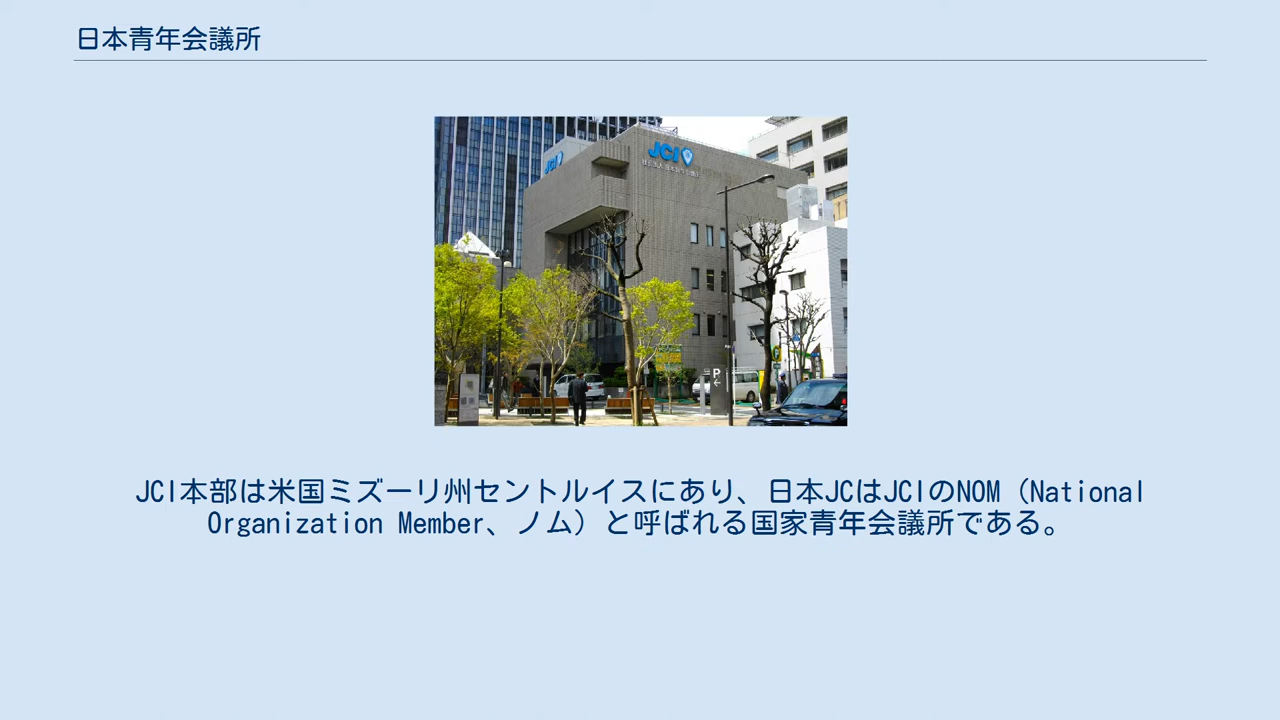 日本青年会議所
JCI
JCI
P
JCI本部は米国ミズーリ州セントルイスにあり、日本JCはJCIのNOM（National
Organization Member、ノム）と呼ばれる国家青年会議所である。